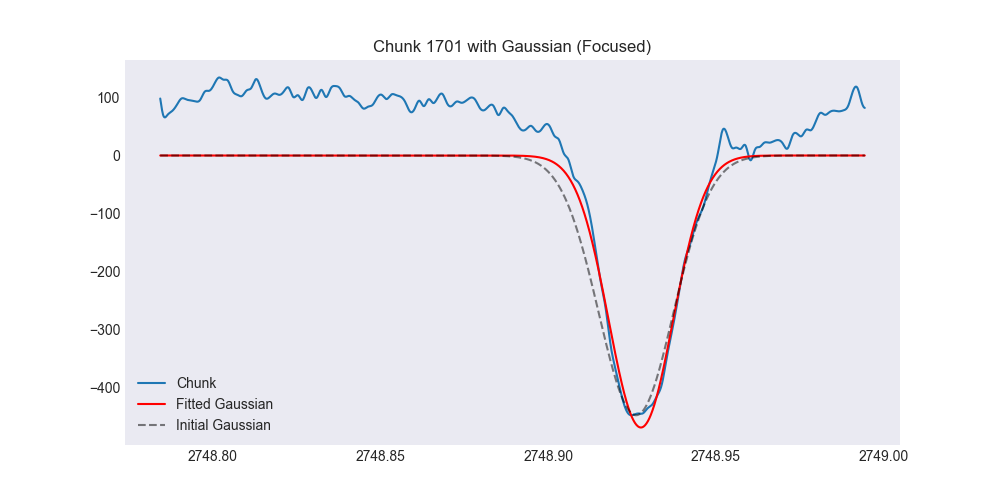 Chunk 1701 with Gaussian (Focused)
100
0
−100
−200
−300
−400
Chunk
Fitted Gaussian
Initial Gaussian
2748.80 2748.85 2748.90 2748.95 2749.00